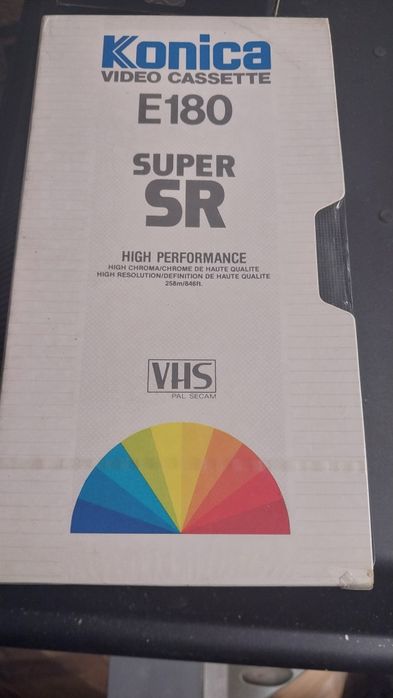 Konica
VIDEO CASSETTE
E180
SUPER
SR
HIGH PERFORMANCE
HIGH CHROMA/CHROME DE HAUTE QUALITE
HIGH RESOLUTION/DEFINITION DE HAUTE QUALITE
258m/846ft.
VHS
PAL SECAM